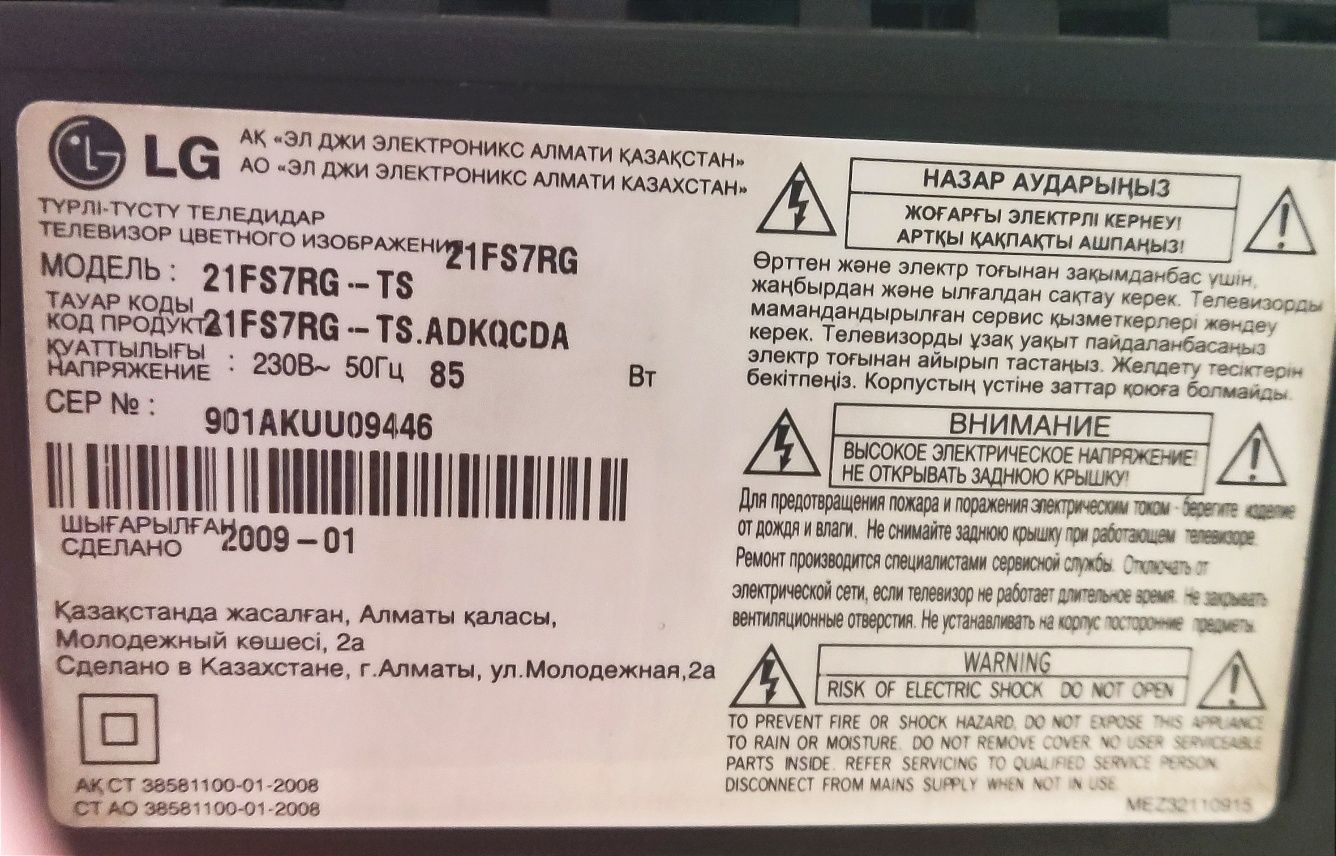 LG
АҚ «ЭЛ ДЖИ ЭЛЕКТРОНИКС АЛМАТИ ҚАЗАҚСТАН»
АО «ЭЛ ДЖИ ЭЛЕКТРОНИКС АЛМАТИ КАЗАХСТАН»
ТҮРЛІ-ТҮСТҮ ТЕЛЕДИДАР
ТЕЛЕВИЗОР ЦВЕТНОГО ИЗОБРАЖЕНИЯ 21FS7RG
МОДЕЛЬ : 21FS7RG -- TS
ТАУАР КОДЫ
КОД ПРОДУКТА 21FS7RG -- TS.ADKQCDA
ҚУАТТЫЛЫҒЫ
НАПРЯЖЕНИЕ : 230В~ 50Гц 85 Вт
СЕР № :
901AKUU09446
ШЫҒАРЫЛҒАН
СДЕЛАНО 2009 -- 01
Қазақстанда жасалған, Алматы қаласы,
Молодежный көшесі, 2а
Сделано в Казахстане, г.Алматы, ул.Молодежная,2а
АҚ СТ 38581100-01-2008
СТ АО 38581100-01-2008
НАЗАР АУДАРЫҢЫЗ
ЖОҒАРҒЫ ЭЛЕКТРЛІ КЕРНЕУ!
АРТҚЫ ҚАҚПАҚТЫ АШПАҢЫЗ!
Өрттен және электр тоғынан зақымданбас үшін,
жаңбырдан және ылғалдан сақтау керек. Телевизорды
мамандандырылған сервис қызметкерлері жөндеу
керек. Телевизорды ұзақ уақыт пайдаланбасаңыз
электр тоғынан айырып тастаңыз. Желдету тесіктерін
бекітпеңіз. Корпустың үстіне заттар қоюға болмайды.
ВНИМАНИЕ
ВЫСОКОЕ ЭЛЕКТРИЧЕСКОЕ НАПРЯЖЕНИЕ!
НЕ ОТКРЫВАТЬ ЗАДНЮЮ КРЫШКУ!
Для предотвращения пожара и поражения электрическим током - берегите изделие
от дождя и влаги. Не снимайте заднюю крышку при работающем телевизоре.
Ремонт производится специалистами сервисной службы. Отключать от
электрической сети, если телевизор не работает длительное время. Не закрывать
вентиляционные отверстия. Не устанавливать на корпус посторонние предметы.
WARNING
RISK OF ELECTRIC SHOCK DO NOT OPEN
TO PREVENT FIRE OR SHOCK HAZARD, DO NOT EXPOSE THIS APPLIANCE
TO RAIN OR MOISTURE. DO NOT REMOVE COVER. NO USER SERVICEABLE
PARTS INSIDE. REFER SERVICING TO QUALIFIED SERVICE PERSON.
DISCONNECT FROM MAINS SUPPLY WHEN NOT IN USE.
MEZ32110915